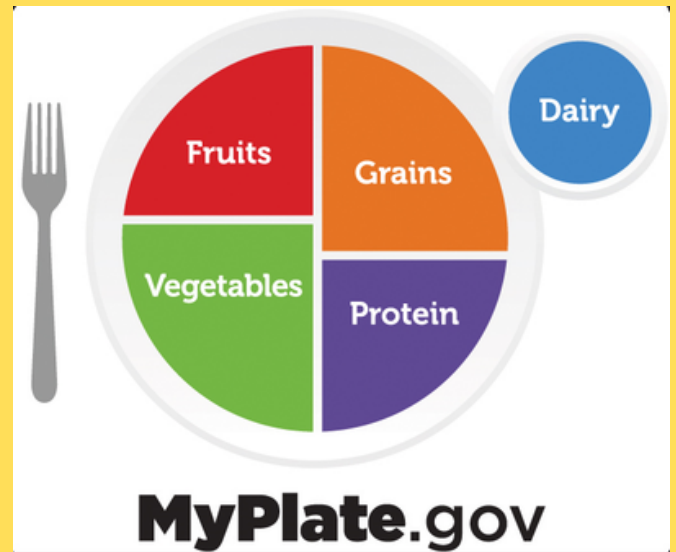 Fruits
Grains
Dairy
Vegetables
Protein
MyPlate.gov